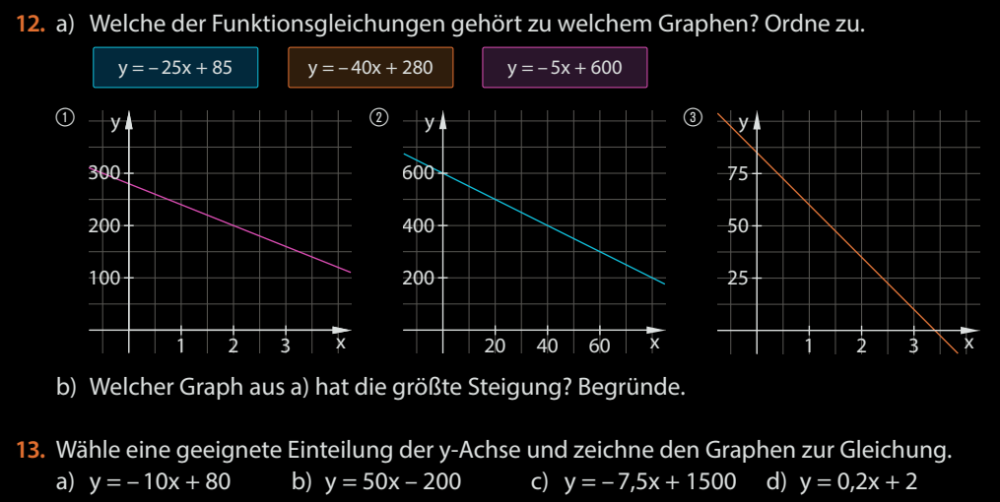 12. a) Welche der Funktionsgleichungen gehört zu welchem Graphen? Ordne zu.
y = – 25x + 85 y = – 40x + 280 y = – 5x + 600
① ② ③
y y y
300 600 75
200 400 50
100 200 25
1 2 3 x 20 40 60 x 1 2 3 x
b) Welcher Graph aus a) hat die größte Steigung? Begründe.
13. Wähle eine geeignete Einteilung der y-Achse und zeichne den Graphen zur Gleichung.
a) y = – 10x + 80 b) y = 50x – 200 c) y = – 7,5x + 1500 d) y = 0,2x + 2